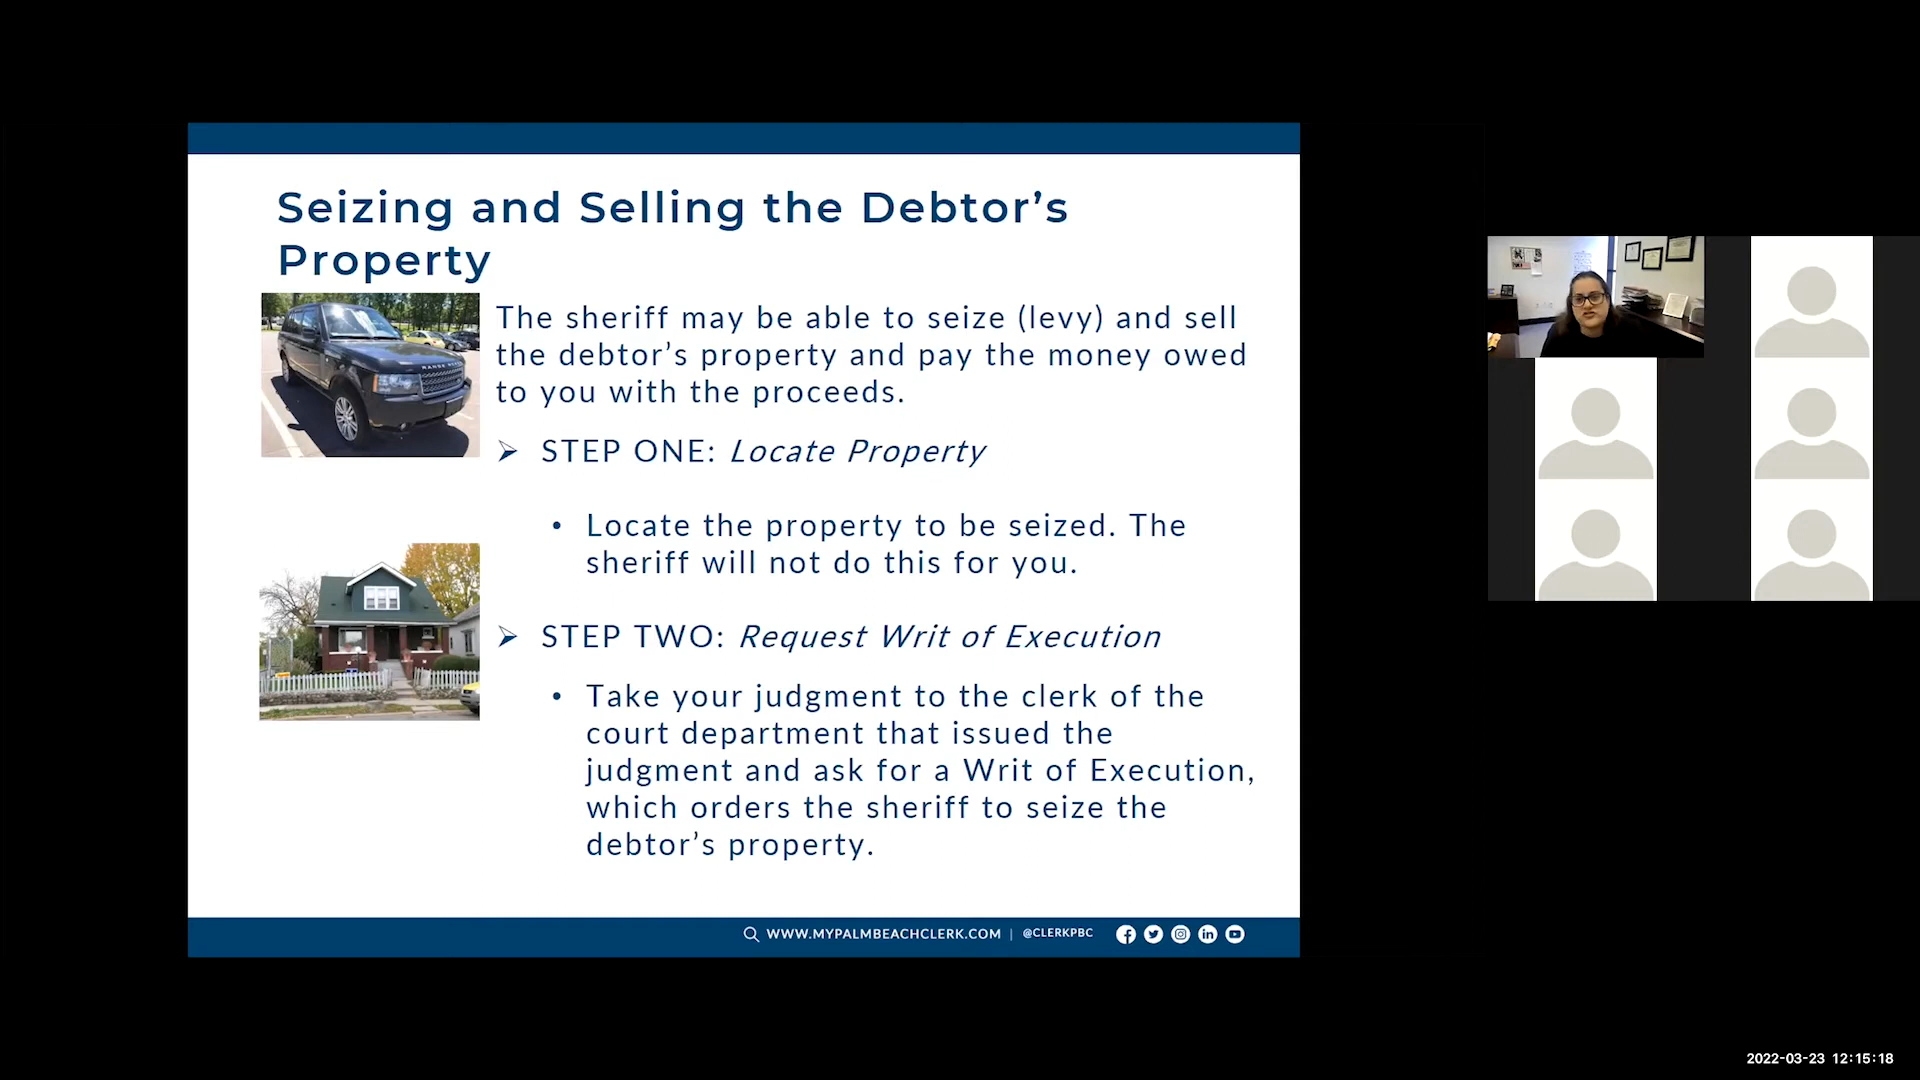 Seizing and Selling the Debtor’s
Property
The sheriff may be able to seize (levy) and sell
the debtor’s property and pay the money owed
to you with the proceeds.
➢ STEP ONE: Locate Property
• Locate the property to be seized. The
sheriff will not do this for you.
➢ STEP TWO: Request Writ of Execution
• Take your judgment to the clerk of the
court department that issued the
judgment and ask for a Writ of Execution,
which orders the sheriff to seize the
debtor’s property.
WWW.MYPALMBEACHCLERK.COM | @CLERKPBC
2022-03-23 12:15:18